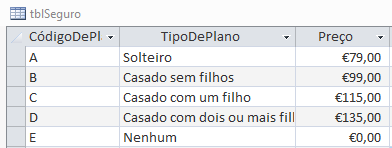 tblSeguro
CódigoDePl TipoDePlano Preço
A Solteiro €79,00
B Casado sem filhos €99,00
C Casado com um filho €115,00
D Casado com dois ou mais fil €135,00
E Nenhum €0,00